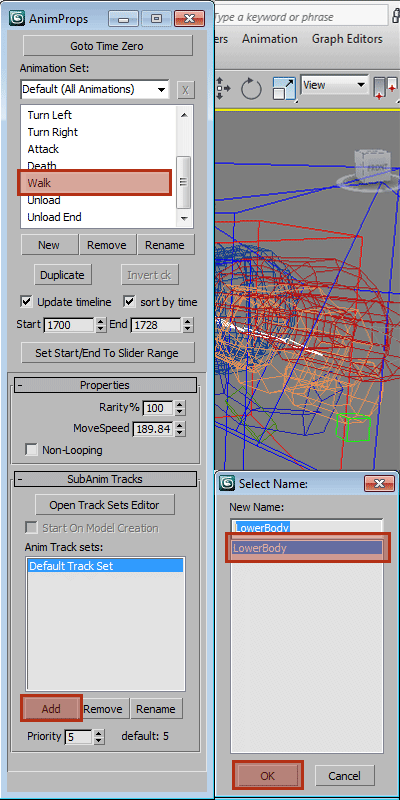 AnimProps
Goto Time Zero
Animation Set:
Default (All Animations)
X
Turn Left
Turn Right
Attack
Death
Walk
Unload
Unload End
New Remove Rename
Duplicate Invert ck
Update timeline sort by time
Start 1700 End 1728
Set Start/End To Slider Range
- Properties
Rarity% 100
MoveSpeed 189.84
Non-Looping
- SubAnim Tracks
Open Track Sets Editor
Start On Model Creation
Anim Track sets:
Default Track Set
Add Remove Rename
Priority 5 default: 5
Type a keyword or phrase
Animation Graph Editors
View
Select Name:
New Name:
LowerBody
LowerBody
OK Cancel